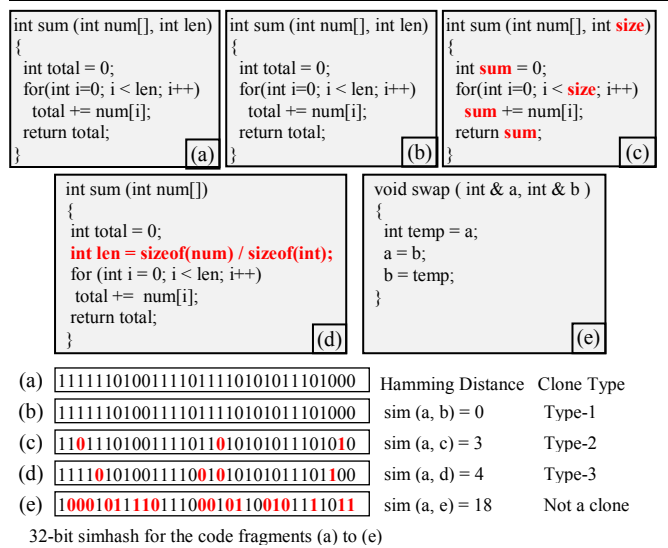 int sum (int num[], int len)
{
int total = 0;
for(int i=0; i < len; i++)
total += num[i];
return total;
}
(a)
int sum (int num[], int len)
{
int total = 0;
for(int i=0; i < len; i++)
total += num[i];
return total;
}
(b)
int sum (int num[], int size)
{
int sum = 0;
for(int i=0; i < size; i++)
sum += num[i];
return sum;
}
(c)
int sum (int num[])
{
int total = 0;
int len = sizeof(num) / sizeof(int);
for (int i = 0; i < len; i++)
total += num[i];
return total;
}
(d)
void swap ( int & a, int & b )
{
int temp = a;
a = b;
b = temp;
}
(e)
Hamming Distance Clone Type
(a) 11111101001111011110101011101000
(b) 11111101001111011110101011101000 sim (a, b) = 0 Type-1
(c) 11011101001111011010101011101010 sim (a, c) = 3 Type-2
(d) 11110101001111001010101011101100 sim (a, d) = 4 Type-3
(e) 10001011110111000101100101111011 sim (a, e) = 18 Not a clone
32-bit simhash for the code fragments (a) to (e)